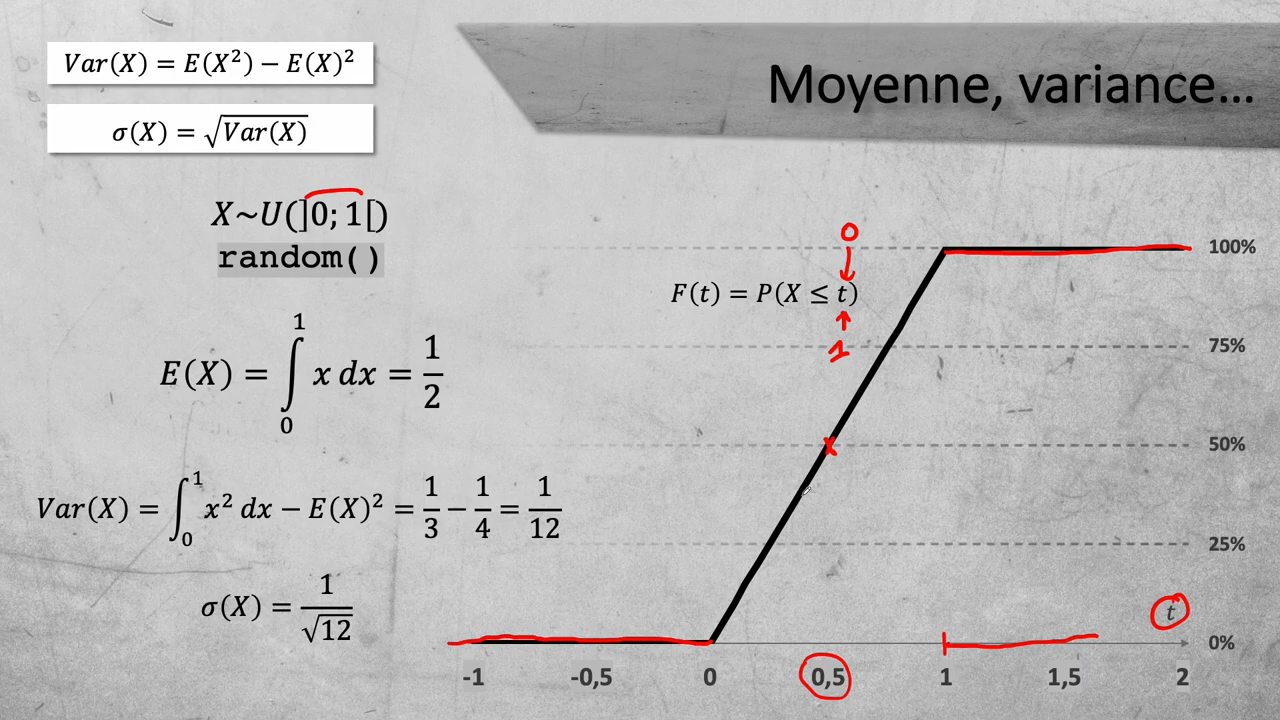 Var(X) = E(X²) − E(X)²
σ(X) = √Var(X)
Moyenne, variance…
X~U(]0; 1[)
random()
E(X) = ∫₀¹ x dx = 1/2
Var(X) = ∫₀¹ x² dx − E(X)² = 1/3 − 1/4 = 1/12
σ(X) = 1/√12
0
F(t) = P(X ≤ t)
1
100%
75%
50%
25%
t
0%
-1 -0,5 0 0,5 1 1,5 2